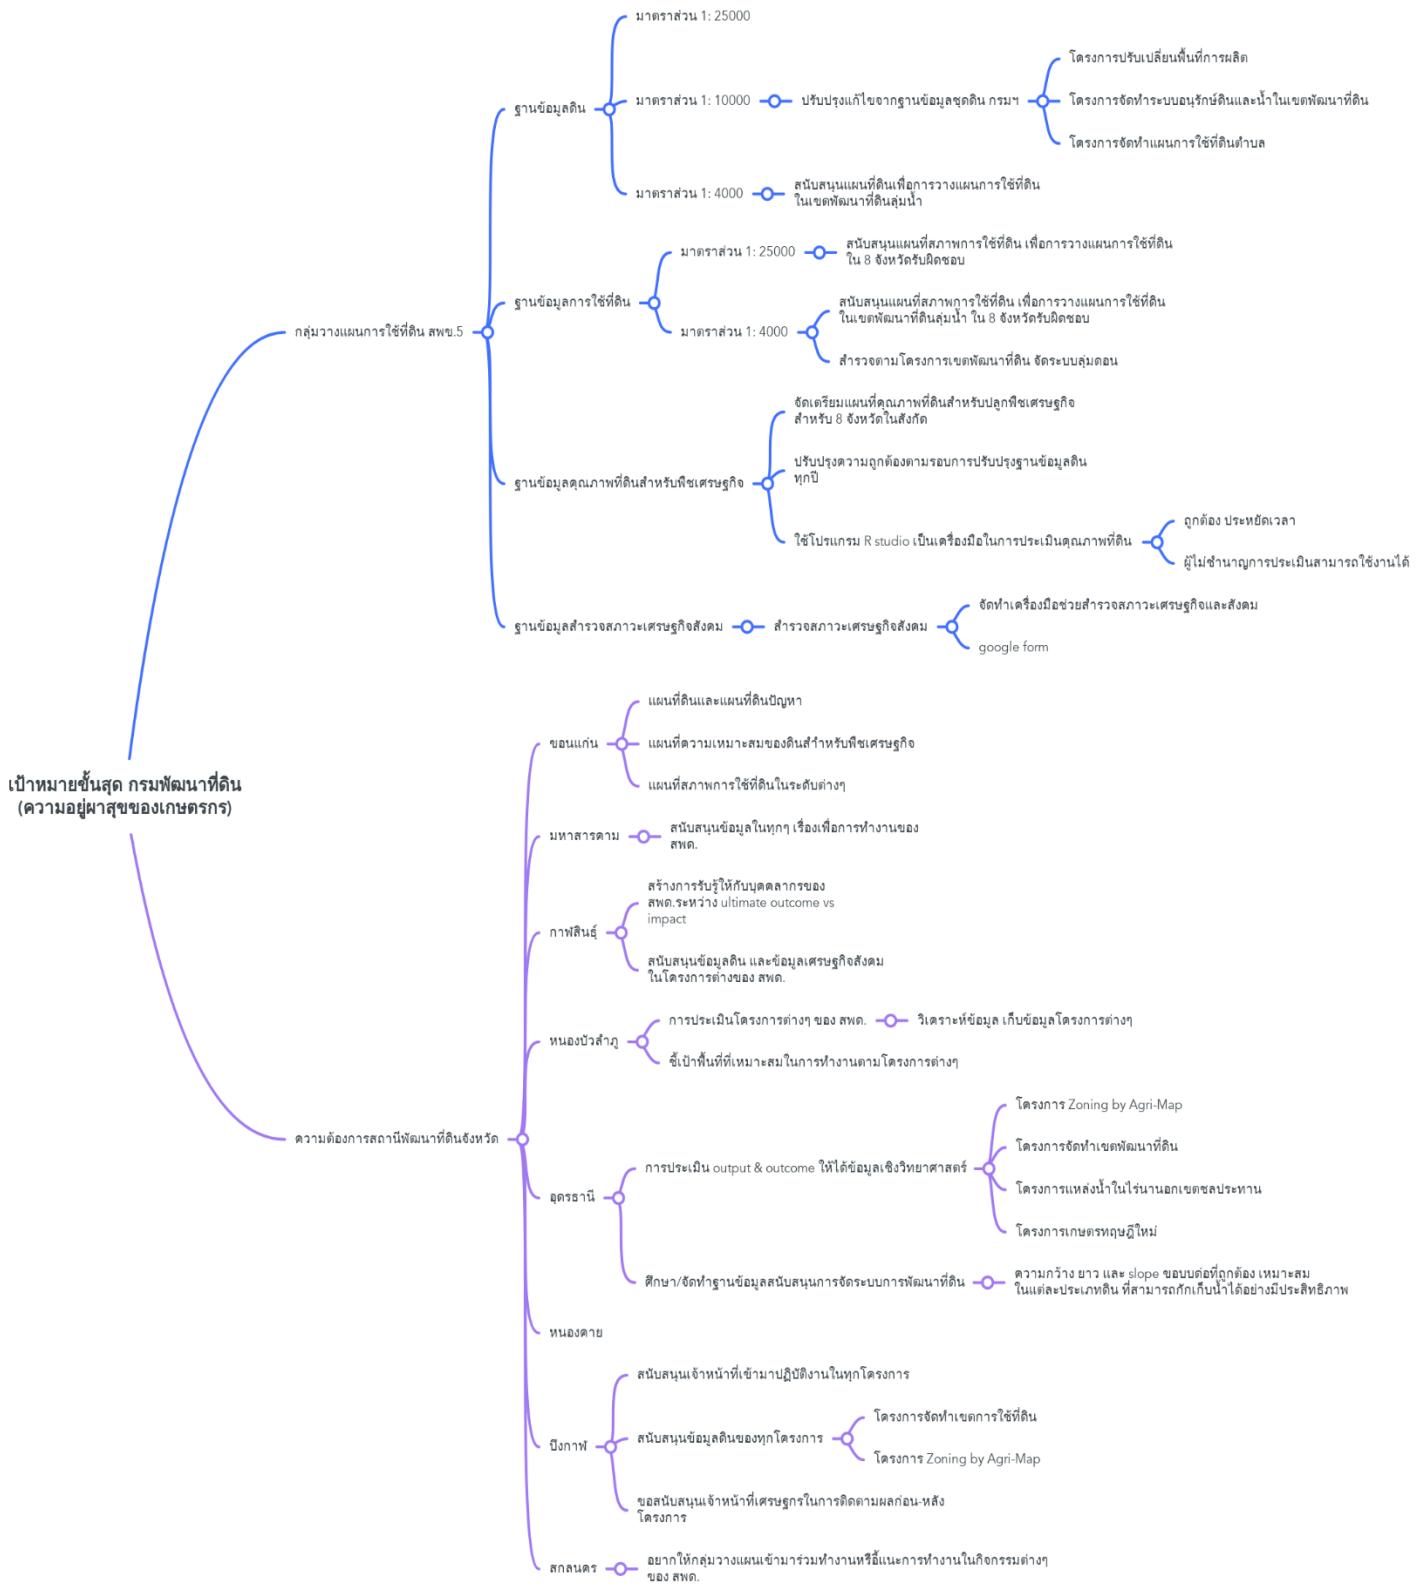 มาตราส่วน 1: 25000
โครงการปรับเปลี่ยนพื้นที่การผลิต
ฐานข้อมูลดิน
มาตราส่วน 1: 10000
ปรับปรุงแก้ไขจากฐานข้อมูลชุดดิน กรมฯ
โครงการจัดทำระบบอนุรักษ์ดินและน้ำในเขตพัฒนาที่ดิน
โครงการจัดทำแผนการใช้ที่ดินตำบล
มาตราส่วน 1: 4000
สนับสนุนแผนที่ดินเพื่อการวางแผนการใช้ที่ดิน
ในเขตพัฒนาที่ดินลุ่มน้ำ
กลุ่มวางแผนการใช้ที่ดิน สพข.5
ฐานข้อมูลการใช้ที่ดิน
มาตราส่วน 1: 25000
สนับสนุนแผนที่สภาพการใช้ที่ดิน เพื่อการวางแผนการใช้ที่ดิน
ใน 8 จังหวัดรับผิดชอบ
มาตราส่วน 1: 4000
สนับสนุนแผนที่สภาพการใช้ที่ดิน เพื่อการวางแผนการใช้ที่ดิน
ในเขตพัฒนาที่ดินลุ่มน้ำ ใน 8 จังหวัดรับผิดชอบ
สำรวจตามโครงการเขตพัฒนาที่ดิน จัดระบบลุ่มดอน
ฐานข้อมูลคุณภาพที่ดินสำหรับพืชเศรษฐกิจ
จัดเตรียมแผนที่คุณภาพที่ดินสำหรับปลูกพืชเศรษฐกิจ
สำหรับ 8 จังหวัดในสังกัด
ปรับปรุงความถูกต้องตามรอบการปรับปรุงฐานข้อมูลดิน
ทุกปี
ใช้โปรแกรม R studio เป็นเครื่องมือในการประเมินคุณภาพที่ดิน
ถูกต้อง ประหยัดเวลา
ผู้ไม่ชำนาญการประเมินสามารถใช้งานได้
ฐานข้อมูลสำรวจสภาวะเศรษฐกิจสังคม
สำรวจสภาวะเศรษฐกิจสังคม
จัดทำเครื่องมือช่วยสำรวจสภาวะเศรษฐกิจและสังคม
google form
เป้าหมายขั้นสุด กรมพัฒนาที่ดิน
(ความอยู่ผาสุขของเกษตรกร)
ความต้องการสถานีพัฒนาที่ดินจังหวัด
ขอนแก่น
แผนที่ดินและแผนที่ดินปัญหา
แผนที่ความเหมาะสมของดินสำหรับพืชเศรษฐกิจ
แผนที่สภาพการใช้ที่ดินในระดับต่างๆ
มหาสารคาม
สนับสนุนข้อมูลในทุกๆ เรื่องเพื่อการทำงานของ
สพด.
กาฬสินธุ์
สร้างการรับรู้ให้กับบุคคลากรของ
สพด.ระหว่าง ultimate outcome vs
impact
สนับสนุนข้อมูลดิน และข้อมูลเศรษฐกิจสังคม
ในโครงการต่างของ สพด.
หนองบัวลำภู
การประเมินโครงการต่างๆ ของ สพด.
วิเคราะห์ข้อมูล เก็บข้อมูลโครงการต่างๆ
ชี้เป้าพื้นที่ที่เหมาะสมในการทำงานตามโครงการต่างๆ
อุดรธานี
การประเมิน output & outcome ให้ได้ข้อมูลเชิงวิทยาศาสตร์
โครงการ Zoning by Agri-Map
โครงการจัดทำเขตพัฒนาที่ดิน
โครงการแหล่งน้ำในไร่นานอกเขตชลประทาน
โครงการเกษตรทฤษฎีใหม่
ศึกษา/จัดทำฐานข้อมูลสนับสนุนการจัดระบบการพัฒนาที่ดิน
ความกว้าง ยาว และ slope ขอบบ่อที่ถูกต้อง เหมาะสม
ในแต่ละประเภทดิน ที่สามารถกักเก็บน้ำได้อย่างมีประสิทธิภาพ
หนองคาย
บึงกาฬ
สนับสนุนเจ้าหน้าที่เข้ามาปฏิบัติงานในทุกโครงการ
สนับสนุนข้อมูลดินของทุกโครงการ
โครงการจัดทำเขตการใช้ที่ดิน
โครงการ Zoning by Agri-Map
ขอสนับสนุนเจ้าหน้าที่เศรษฐกรในการติดตามผลก่อน-หลัง
โครงการ
สกลนคร
อยากให้กลุ่มวางแผนเข้ามาร่วมทำงานหรือชี้แนะการทำงานในกิจกรรมต่างๆ
ของ สพด.